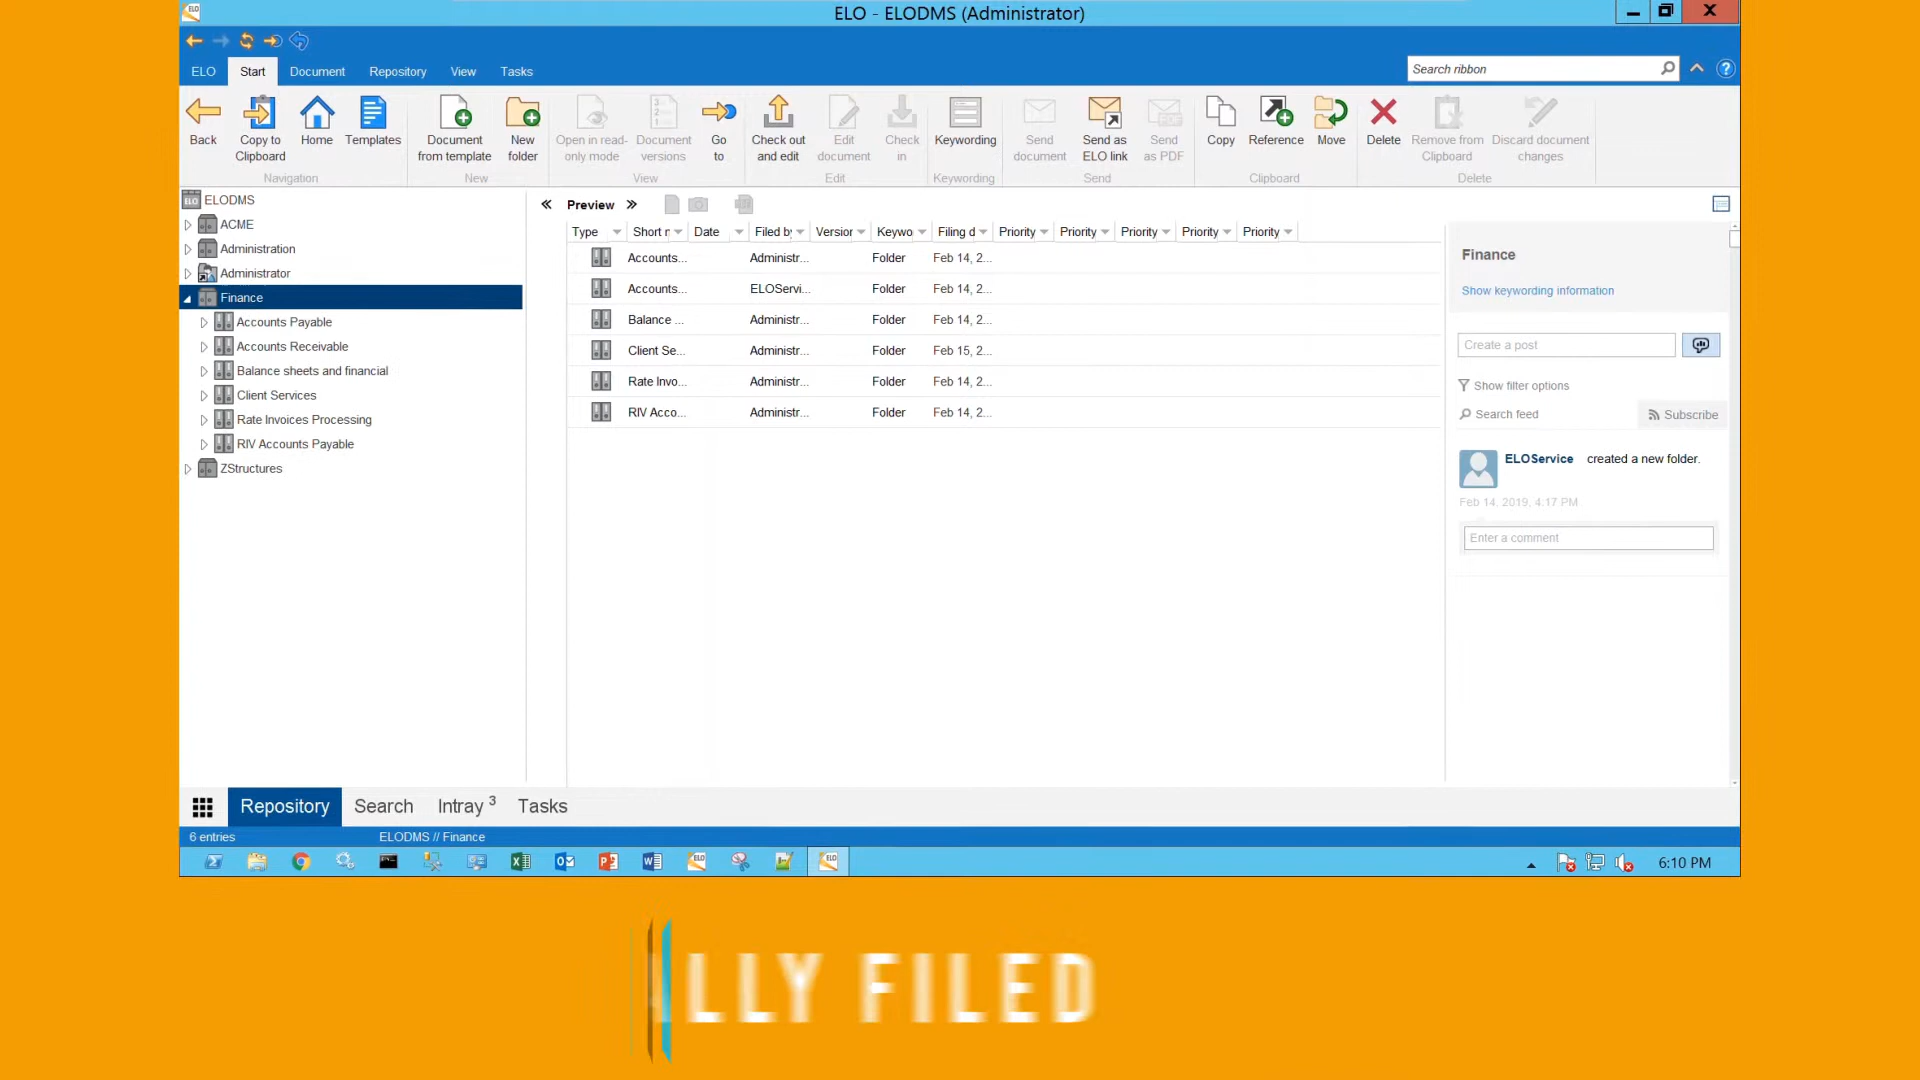 ELO - ELODMS (Administrator)
ELO Start Document Repository View Tasks
Search ribbon
Back
Copy to Clipboard
Home
Templates
Navigation
Document from template
New folder
New
Open in read-only mode
Document versions
Go to
View
Check out and edit
Edit document
Check in
Edit
Keywording
Keywording
Send document
Send as ELO link
Send as PDF
Send
Copy
Reference
Move
Clipboard
Delete
Remove from Clipboard
Discard document changes
Delete
ELODMS
ACME
Administration
Administrator
Finance
Accounts Payable
Accounts Receivable
Balance sheets and financial
Client Services
Rate Invoices Processing
RIV Accounts Payable
ZStructures
Preview
Type Short r Date Filed by Version Keywo Filing d Priority Priority Priority Priority Priority
Accounts... Administr... Folder Feb 14, 2...
Accounts... ELOServi... Folder Feb 14, 2...
Balance ... Administr... Folder Feb 14, 2...
Client Se... Administr... Folder Feb 15, 2...
Rate Invo... Administr... Folder Feb 14, 2...
RIV Acco... Administr... Folder Feb 14, 2...
Finance
Show keywording information
Create a post
Show filter options
Search feed
Subscribe
ELOService created a new folder.
Feb 14, 2019, 4:17 PM
Enter a comment
Repository Search Intray 3 Tasks
6 entries ELODMS // Finance
6:10 PM
LLY FILED